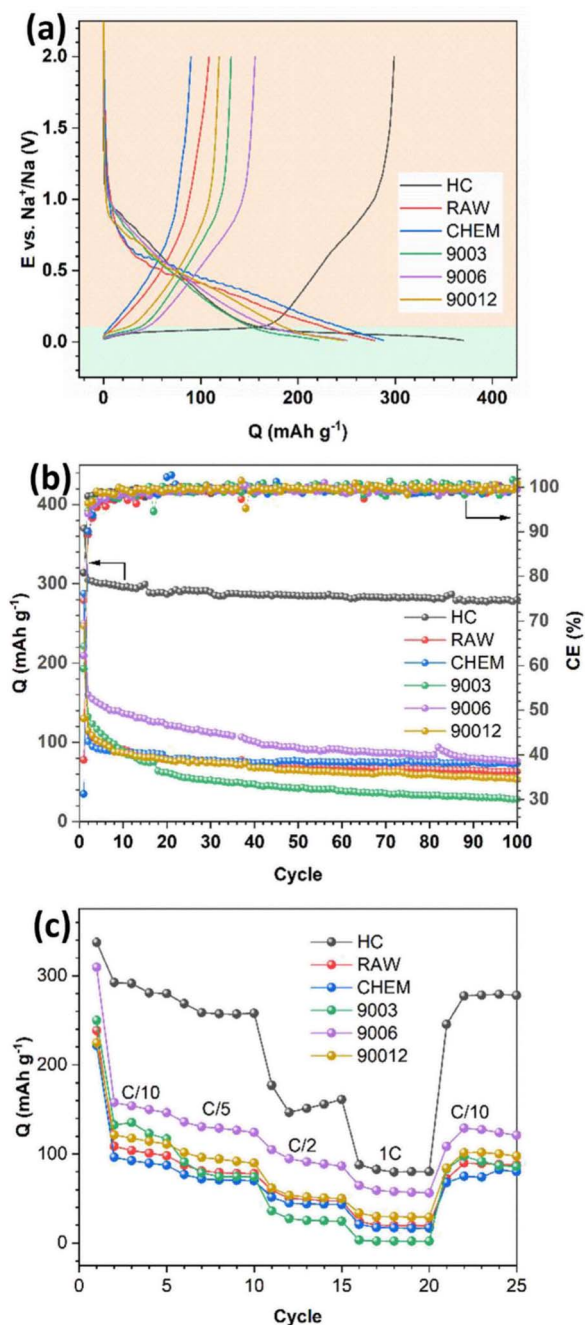 (a)
2.0
1.5
1.0
0.5
0.0
E vs. Na⁺/Na (V)
HC
RAW
CHEM
9003
9006
90012
0 100 200 300 400
Q (mAh g⁻¹)
(b)
400
300
200
100
0
Q (mAh g⁻¹)
100
90
80
70
60
50
40
30
CE (%)
HC
RAW
CHEM
9003
9006
90012
0 10 20 30 40 50 60 70 80 90 100
Cycle
(c)
300
200
100
0
Q (mAh g⁻¹)
HC
RAW
CHEM
9003
9006
90012
C/10
C/5
C/2
1C
C/10
0 5 10 15 20 25
Cycle